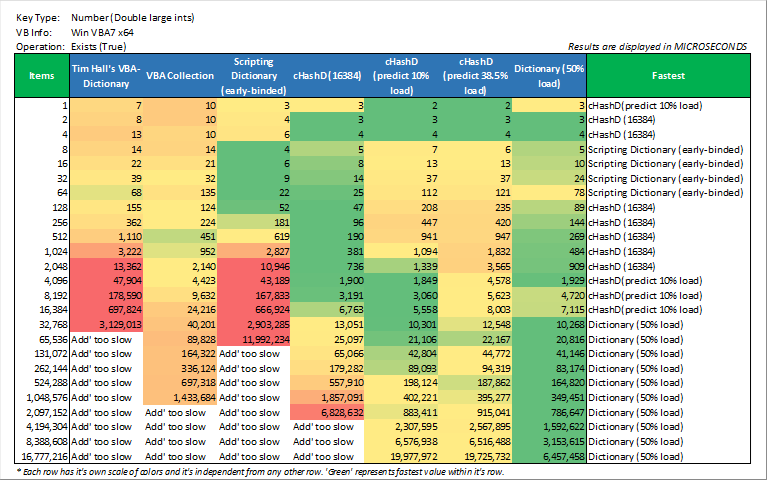 Key Type: Number (Double large ints)
VB Info: Win VBA7 x64
Operation: Exists (True)
Results are displayed in MICROSECONDS
Items Tim Hall's VBA-Dictionary VBA Collection Scripting Dictionary (early-binded) cHashD (16384) cHashD (predict 10% load) cHashD (predict 38.5% load) Dictionary (50% load) Fastest
1 7 10 3 3 2 2 3 cHashD(predict 10% load)
2 8 10 4 3 3 3 3 cHashD (16384)
4 13 10 6 4 4 4 4 cHashD (16384)
8 14 14 4 5 7 6 5 Scripting Dictionary (early-binded)
16 22 21 6 8 13 13 10 Scripting Dictionary (early-binded)
32 39 32 9 14 37 37 24 Scripting Dictionary (early-binded)
64 68 135 22 25 112 121 78 Scripting Dictionary (early-binded)
128 155 124 52 47 208 235 89 cHashD (16384)
256 362 224 181 96 447 420 144 cHashD (16384)
512 1,110 451 619 190 941 947 269 cHashD (16384)
1,024 3,222 952 2,827 381 1,094 1,832 484 cHashD (16384)
2,048 13,362 2,140 10,946 736 1,339 3,565 909 cHashD (16384)
4,096 47,904 4,423 43,189 1,900 1,849 4,578 1,929 cHashD(predict 10% load)
8,192 178,590 9,632 167,833 3,191 3,060 5,623 4,720 cHashD(predict 10% load)
16,384 697,824 24,216 666,924 6,763 5,558 8,003 7,115 cHashD(predict 10% load)
32,768 3,129,013 40,201 2,903,285 13,051 10,301 12,548 10,268 Dictionary (50% load)
65,536 Add' too slow 89,828 11,992,234 25,097 21,106 22,167 20,816 Dictionary (50% load)
131,072 Add' too slow 164,322 Add' too slow 65,066 42,804 44,772 41,146 Dictionary (50% load)
262,144 Add' too slow 336,124 Add' too slow 179,282 89,093 94,319 83,174 Dictionary (50% load)
524,288 Add' too slow 697,318 Add' too slow 557,910 198,124 187,862 164,820 Dictionary (50% load)
1,048,576 Add' too slow 1,433,684 Add' too slow 1,857,091 402,221 395,277 349,451 Dictionary (50% load)
2,097,152 Add' too slow Add' too slow Add' too slow 6,828,632 883,411 915,041 786,647 Dictionary (50% load)
4,194,304 Add' too slow Add' too slow Add' too slow Add' too slow 2,307,595 2,567,895 1,592,622 Dictionary (50% load)
8,388,608 Add' too slow Add' too slow Add' too slow Add' too slow 6,576,938 6,516,488 3,153,615 Dictionary (50% load)
16,777,216 Add' too slow Add' too slow Add' too slow Add' too slow 19,977,972 19,725,732 6,457,458 Dictionary (50% load)
* Each row has it's own scale of colors and it's independent from any other row. 'Green' represents fastest value within it's row.